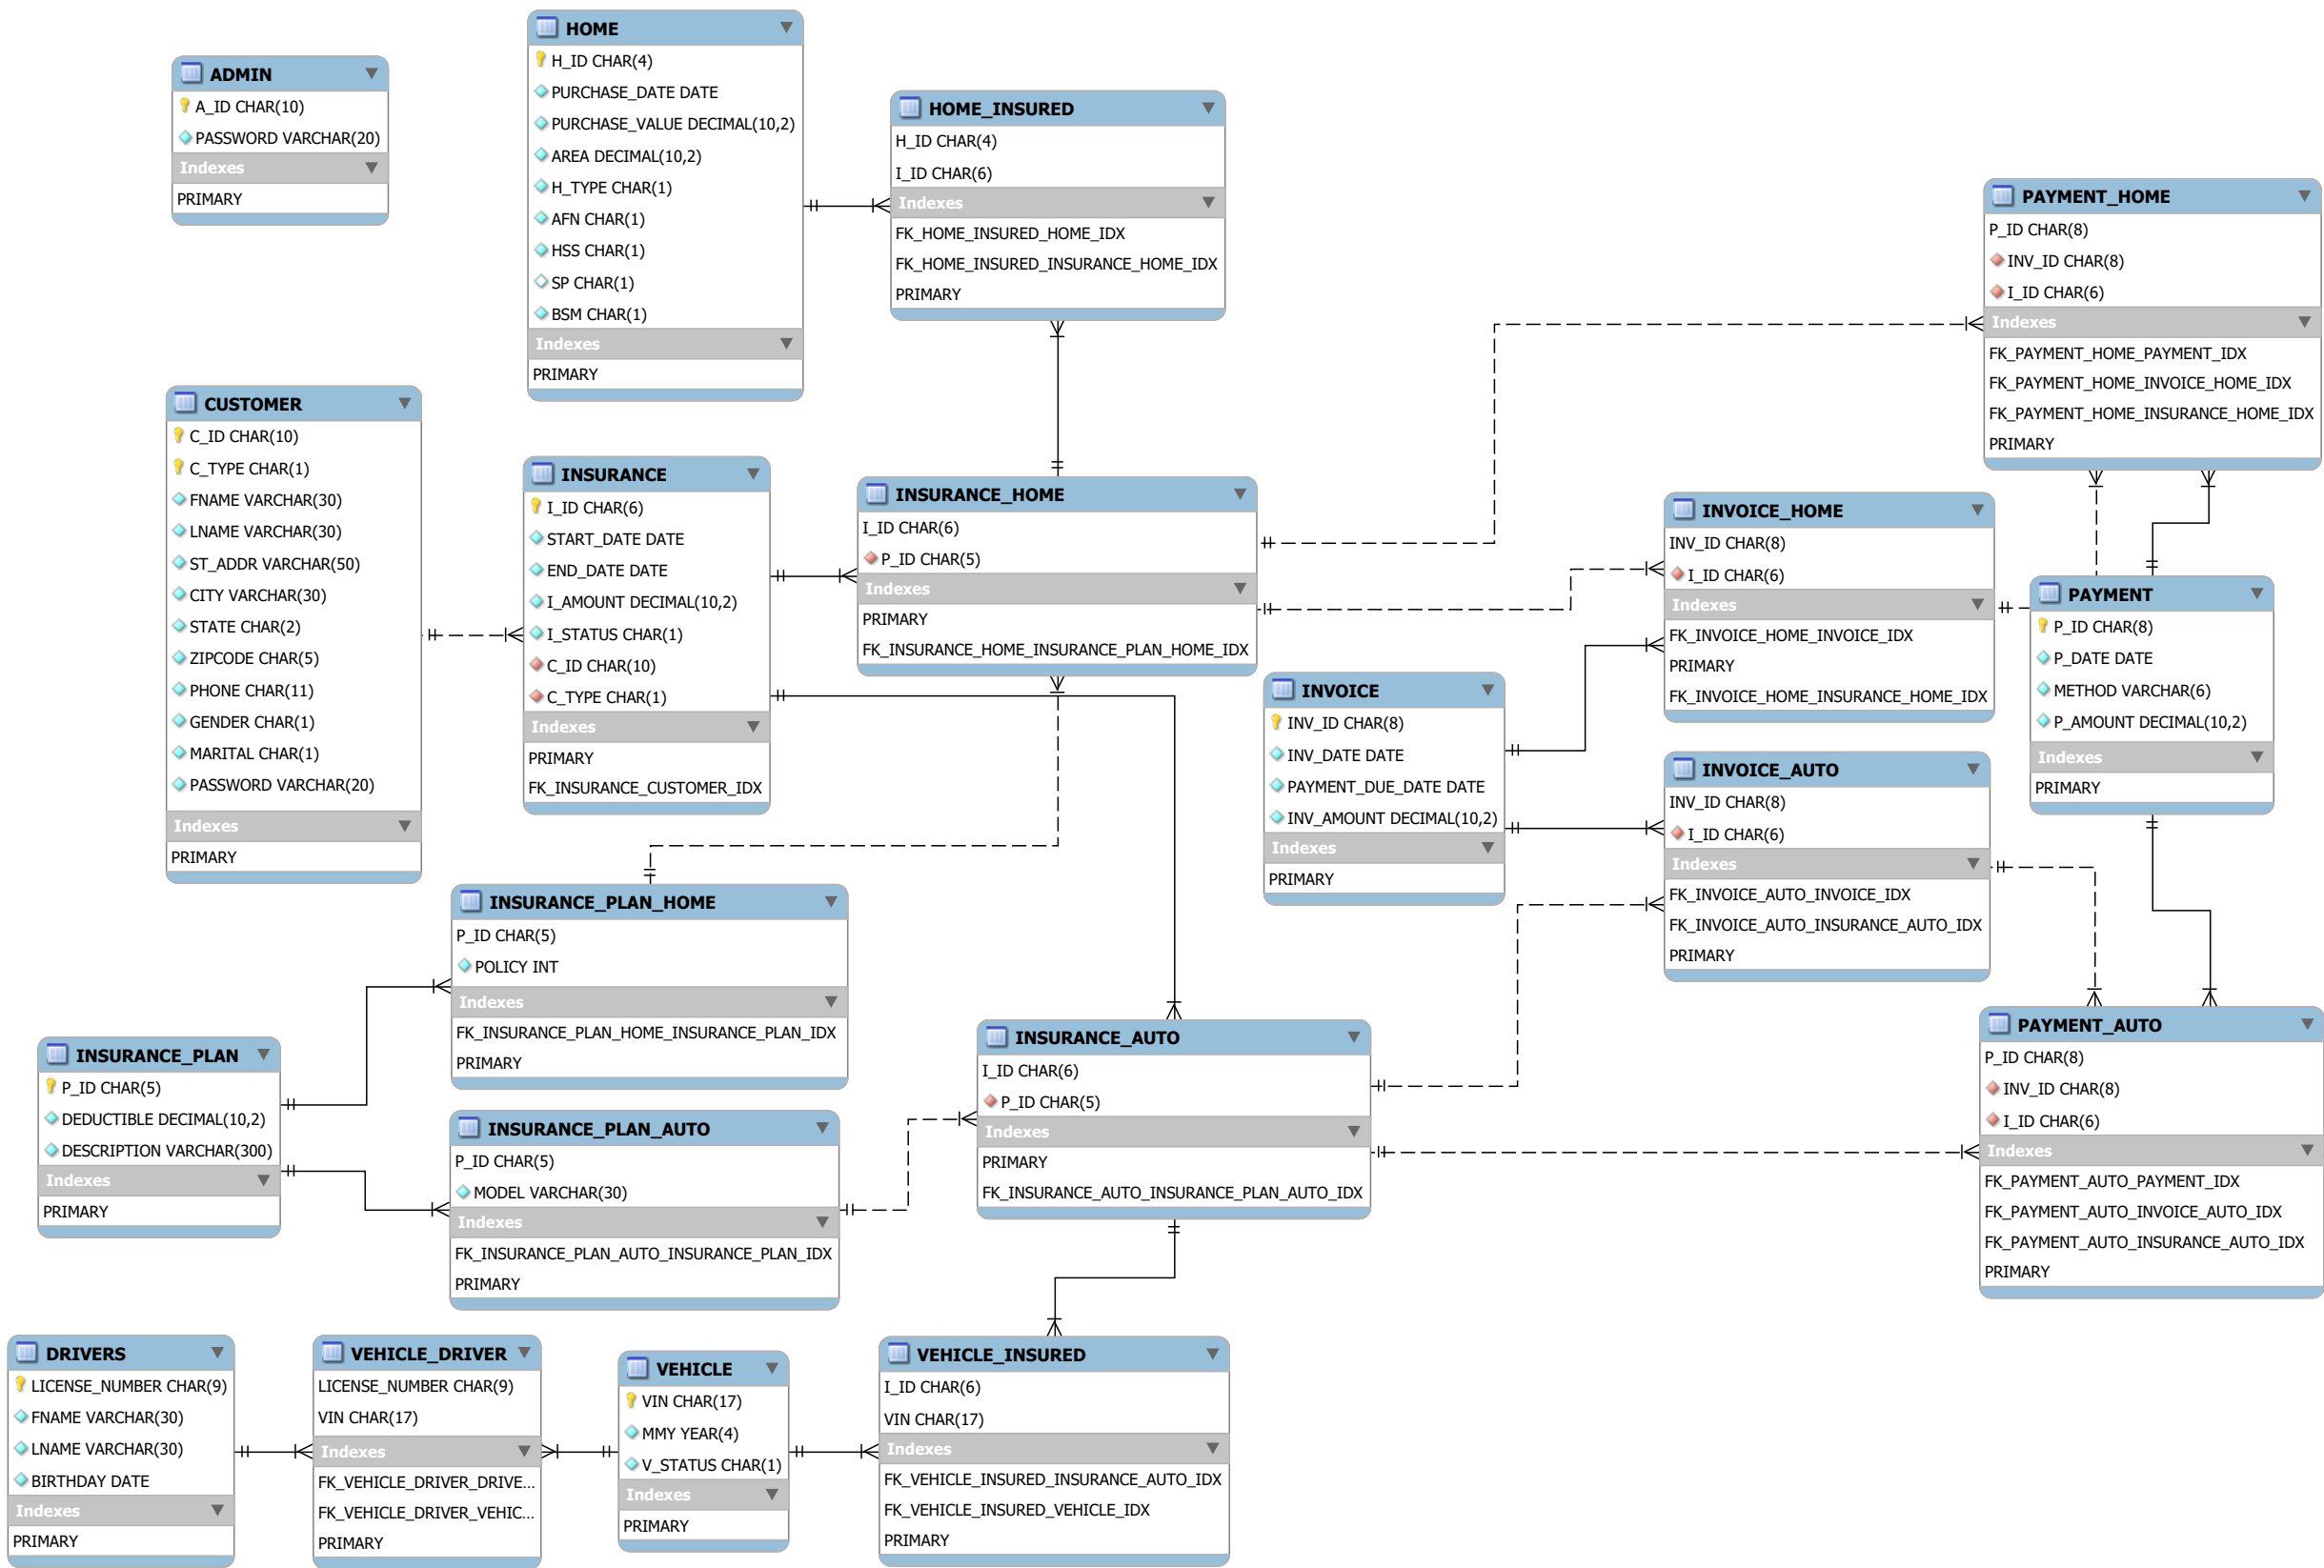 ADMIN
A_ID CHAR(10)
PASSWORD VARCHAR(20)
Indexes
PRIMARY
HOME
H_ID CHAR(4)
PURCHASE_DATE DATE
PURCHASE_VALUE DECIMAL(10,2)
AREA DECIMAL(10,2)
H_TYPE CHAR(1)
AFN CHAR(1)
HSS CHAR(1)
SP CHAR(1)
BSM CHAR(1)
Indexes
PRIMARY
HOME_INSURED
H_ID CHAR(4)
I_ID CHAR(6)
Indexes
FK_HOME_INSURED_HOME_IDX
FK_HOME_INSURED_INSURANCE_HOME_IDX
PRIMARY
PAYMENT_HOME
P_ID CHAR(8)
INV_ID CHAR(8)
I_ID CHAR(6)
Indexes
FK_PAYMENT_HOME_PAYMENT_IDX
FK_PAYMENT_HOME_INVOICE_HOME_IDX
FK_PAYMENT_HOME_INSURANCE_HOME_IDX
PRIMARY
CUSTOMER
C_ID CHAR(10)
C_TYPE CHAR(1)
FNAME VARCHAR(30)
LNAME VARCHAR(30)
ST_ADDR VARCHAR(50)
CITY VARCHAR(30)
STATE CHAR(2)
ZIPCODE CHAR(5)
PHONE CHAR(11)
GENDER CHAR(1)
MARITAL CHAR(1)
PASSWORD VARCHAR(20)
Indexes
PRIMARY
INSURANCE
I_ID CHAR(6)
START_DATE DATE
END_DATE DATE
I_AMOUNT DECIMAL(10,2)
I_STATUS CHAR(1)
C_ID CHAR(10)
C_TYPE CHAR(1)
Indexes
PRIMARY
FK_INSURANCE_CUSTOMER_IDX
INSURANCE_HOME
I_ID CHAR(6)
P_ID CHAR(5)
Indexes
PRIMARY
FK_INSURANCE_HOME_INSURANCE_PLAN_HOME_IDX
INVOICE_HOME
INV_ID CHAR(8)
I_ID CHAR(6)
Indexes
FK_INVOICE_HOME_INVOICE_IDX
PRIMARY
FK_INVOICE_HOME_INSURANCE_HOME_IDX
PAYMENT
P_ID CHAR(8)
P_DATE DATE
METHOD VARCHAR(6)
P_AMOUNT DECIMAL(10,2)
Indexes
PRIMARY
INVOICE
INV_ID CHAR(8)
INV_DATE DATE
PAYMENT_DUE_DATE DATE
INV_AMOUNT DECIMAL(10,2)
Indexes
PRIMARY
INVOICE_AUTO
INV_ID CHAR(8)
I_ID CHAR(6)
Indexes
FK_INVOICE_AUTO_INVOICE_IDX
FK_INVOICE_AUTO_INSURANCE_AUTO_IDX
PRIMARY
INSURANCE_PLAN_HOME
P_ID CHAR(5)
POLICY INT
Indexes
FK_INSURANCE_PLAN_HOME_INSURANCE_PLAN_IDX
PRIMARY
INSURANCE_PLAN
P_ID CHAR(5)
DEDUCTIBLE DECIMAL(10,2)
DESCRIPTION VARCHAR(300)
Indexes
PRIMARY
INSURANCE_PLAN_AUTO
P_ID CHAR(5)
MODEL VARCHAR(30)
Indexes
FK_INSURANCE_PLAN_AUTO_INSURANCE_PLAN_IDX
PRIMARY
INSURANCE_AUTO
I_ID CHAR(6)
P_ID CHAR(5)
Indexes
PRIMARY
FK_INSURANCE_AUTO_INSURANCE_PLAN_AUTO_IDX
PAYMENT_AUTO
P_ID CHAR(8)
INV_ID CHAR(8)
I_ID CHAR(6)
Indexes
FK_PAYMENT_AUTO_PAYMENT_IDX
FK_PAYMENT_AUTO_INVOICE_AUTO_IDX
FK_PAYMENT_AUTO_INSURANCE_AUTO_IDX
PRIMARY
DRIVERS
LICENSE_NUMBER CHAR(9)
FNAME VARCHAR(30)
LNAME VARCHAR(30)
BIRTHDAY DATE
Indexes
PRIMARY
VEHICLE_DRIVER
LICENSE_NUMBER CHAR(9)
VIN CHAR(17)
Indexes
FK_VEHICLE_DRIVER_DRIVE...
FK_VEHICLE_DRIVER_VEHIC...
PRIMARY
VEHICLE
VIN CHAR(17)
MMY YEAR(4)
V_STATUS CHAR(1)
Indexes
PRIMARY
VEHICLE_INSURED
I_ID CHAR(6)
VIN CHAR(17)
Indexes
FK_VEHICLE_INSURED_INSURANCE_AUTO_IDX
FK_VEHICLE_INSURED_VEHICLE_IDX
PRIMARY